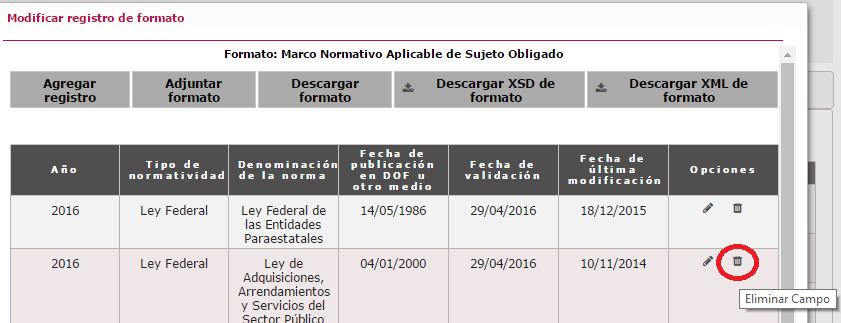 Modificar registro de formato
Formato: Marco Normativo Aplicable de Sujeto Obligado
Agregar
registro
Adjuntar
formato
Descargar
formato
Descargar XSD de
formato
Descargar XML de
formato
Año
Tipo de
normatividad
Denominación
de la norma
Fecha de
publicación
en DOF u
otro medio
Fecha de
validación
Fecha de
última
modificación
Opciones
2016
Ley Federal
Ley Federal de
las Entidades
Paraestatales
14/05/1986
29/04/2016
18/12/2015
2016
Ley Federal
Ley de
Adquisiciones,
Arrendamientos
y Servicios del
Sector Público
04/01/2000
29/04/2016
10/11/2014
Eliminar Campo